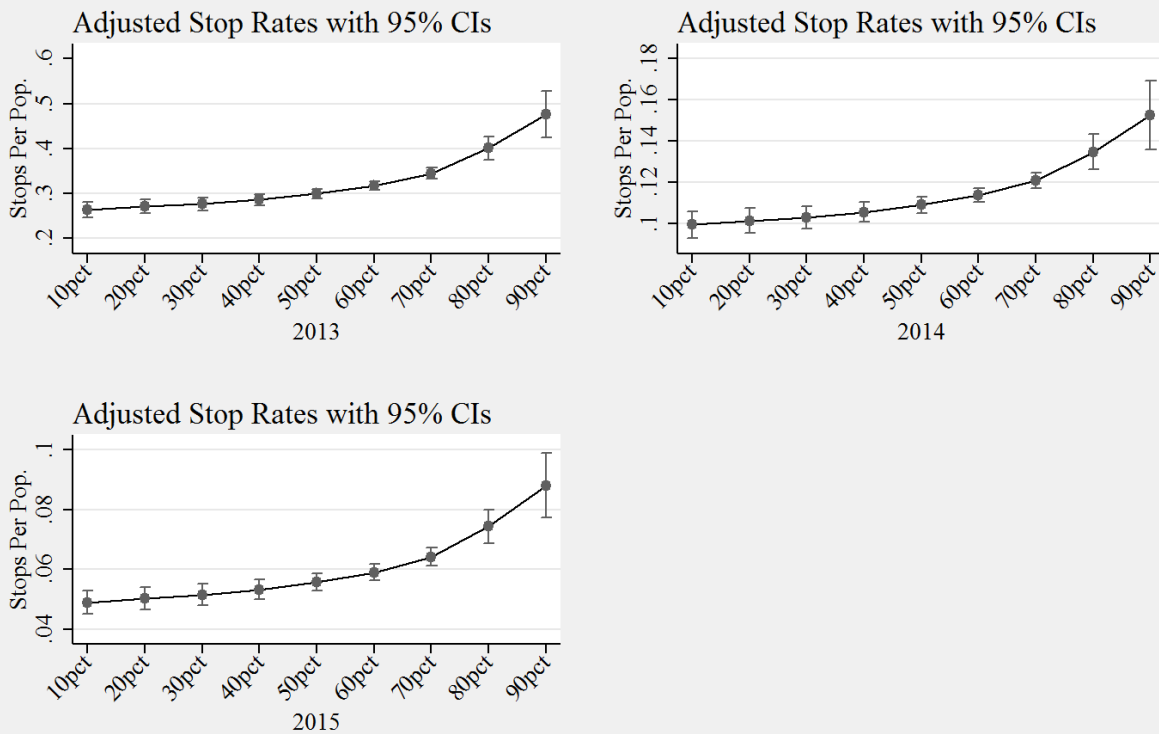 Adjusted Stop Rates with 95% CIs
Stops Per Pop.
.6
.5
.4
.3
.2
10pct 20pct 30pct 40pct 50pct 60pct 70pct 80pct 90pct
2013
Adjusted Stop Rates with 95% CIs
Stops Per Pop.
.18
.16
.14
.12
.1
10pct 20pct 30pct 40pct 50pct 60pct 70pct 80pct 90pct
2014
Adjusted Stop Rates with 95% CIs
Stops Per Pop.
.1
.08
.06
.04
10pct 20pct 30pct 40pct 50pct 60pct 70pct 80pct 90pct
2015